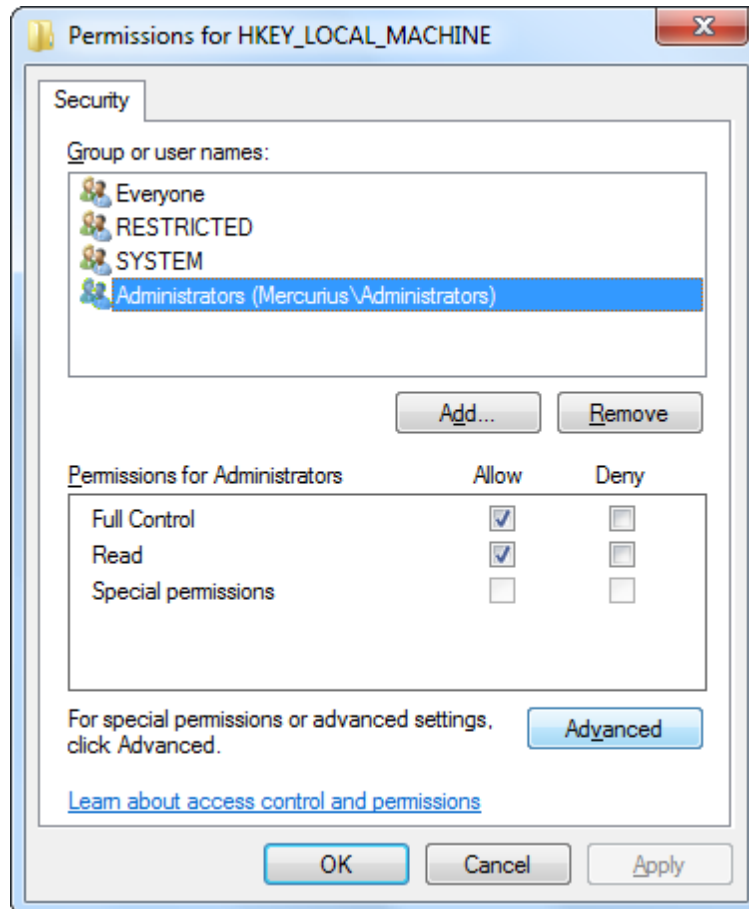 Permissions for HKEY_LOCAL_MACHINE
Security
Group or user names:
Everyone
RESTRICTED
SYSTEM
Administrators (Mercurius\Administrators)
Add... Remove
Permissions for Administrators Allow Deny
Full Control
Read
Special permissions
For special permissions or advanced settings,
click Advanced.
Advanced
Learn about access control and permissions
OK Cancel Apply